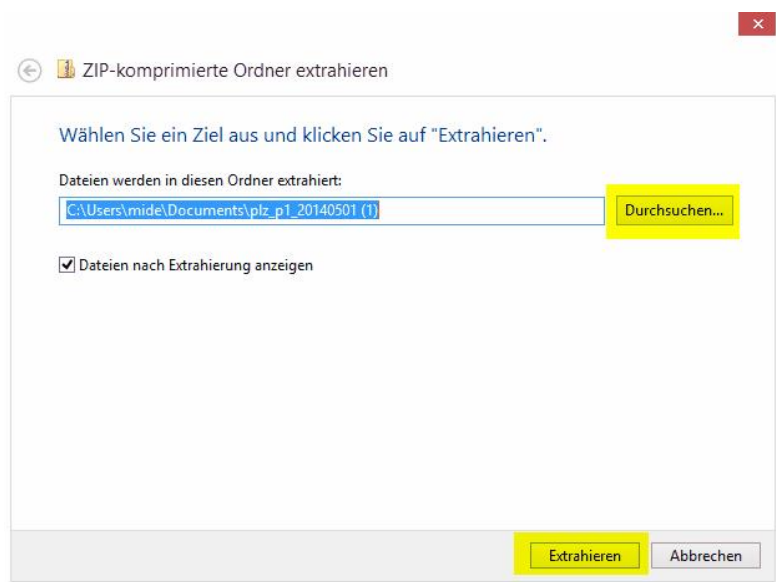 ZIP-komprimierte Ordner extrahieren
Wählen Sie ein Ziel aus und klicken Sie auf "Extrahieren".
Dateien werden in diesen Ordner extrahiert:
C:\Users\mide\Documents\plz_p1_20140501 (1)
Durchsuchen...
Dateien nach Extrahierung anzeigen
Extrahieren
Abbrechen